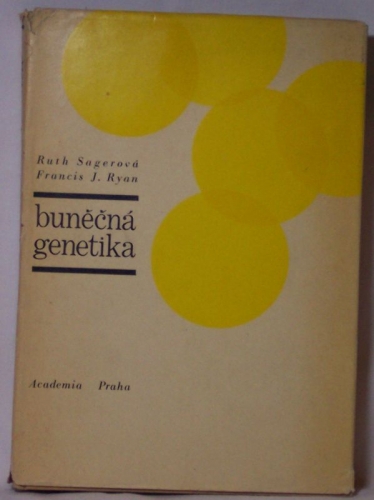 Ruth Sagerová
Francis J. Ryan
buněčná
genetika
Academia Praha